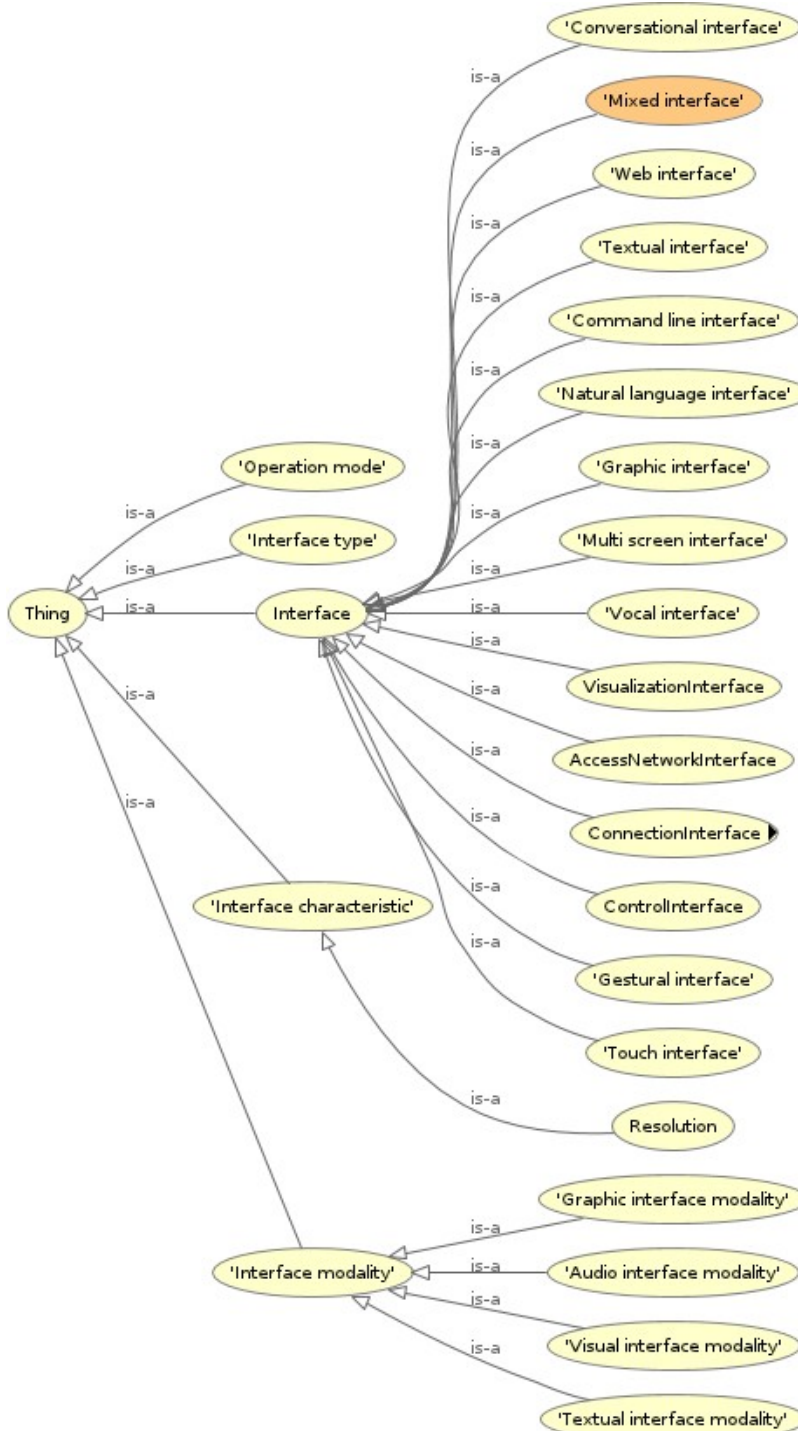 'Conversational interface'
is-a
'Mixed interface'
is-a
'Web interface'
is-a
'Textual interface'
is-a
'Command line interface'
is-a
'Natural language interface'
is-a
'Operation mode'
'Graphic interface'
is-a
is-a
'Interface type'
'Multi screen interface'
is-a
is-a
Thing
is-a
Interface
is-a
'Vocal interface'
is-a
VisualizationInterface
is-a
is-a
AccessNetworkInterface
is-a
is-a
ConnectionInterface
is-a
'Interface characteristic'
is-a
ControlInterface
is-a
'Gestural interface'
'Touch interface'
is-a
Resolution
'Graphic interface modality'
is-a
'Interface modality'
is-a
'Audio interface modality'
is-a
'Visual interface modality'
is-a
'Textual interface modality'